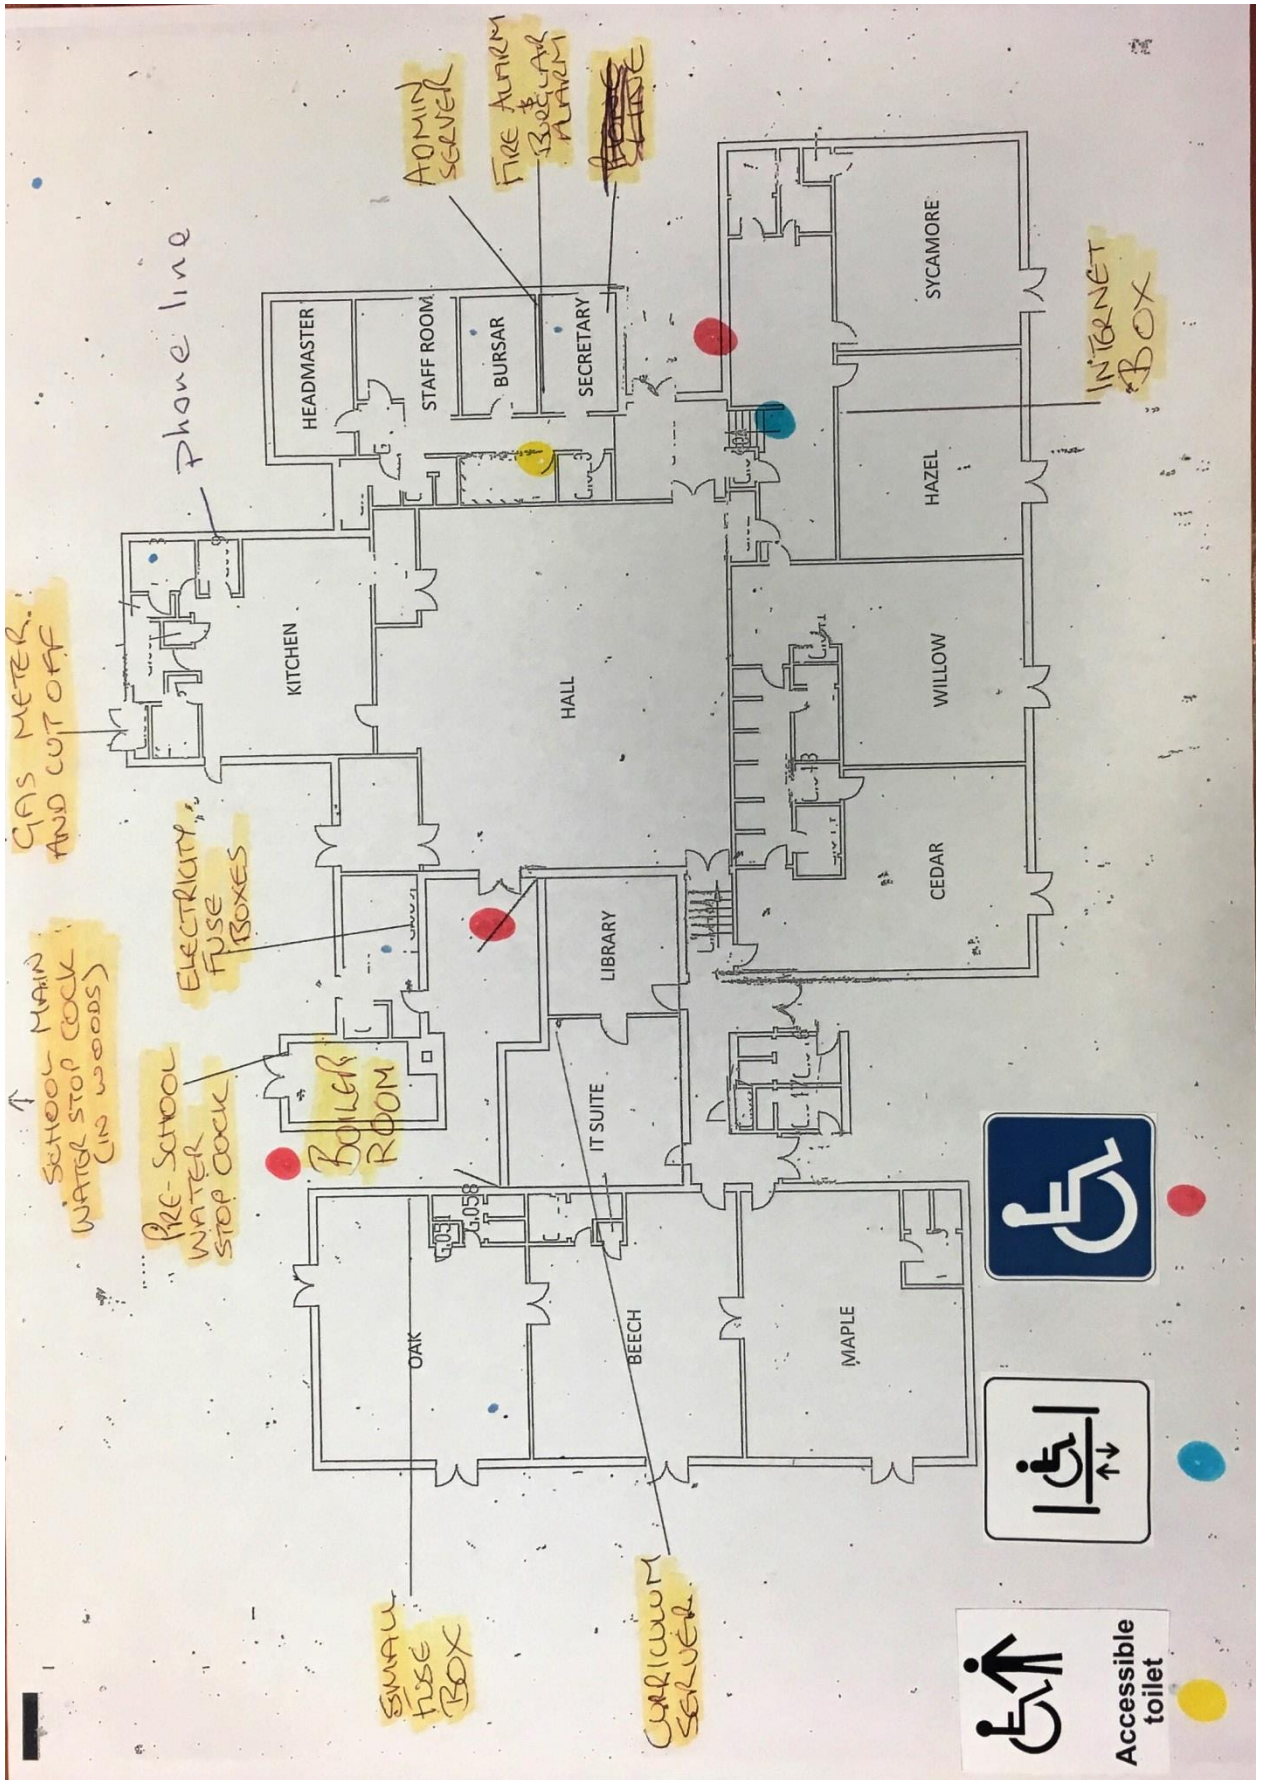 SCHOOL MAIN
WATER STOP COCK
(IN WOODS)
GAS METER
AND CUT OFF
PRE-SCHOOL
WATER
STOP COCK
ELECTRICITY
FUSE
BOXES
phone line
ADMIN
SERVER
FIRE ALARM
&
BURGLAR
ALARM
BOILER
ROOM
HEADMASTER
STAFF ROOM
BURSAR
SECRETARY
KITCHEN
HALL
LIBRARY
IT SUITE
OAK
G.051
G.058
BEECH
MAPLE
CEDAR
WILLOW
HAZEL
SYCAMORE
INTERNET
BOX
SMALL
FUSE
BOX
CURRICULUM
SERVER
Accessible
toilet